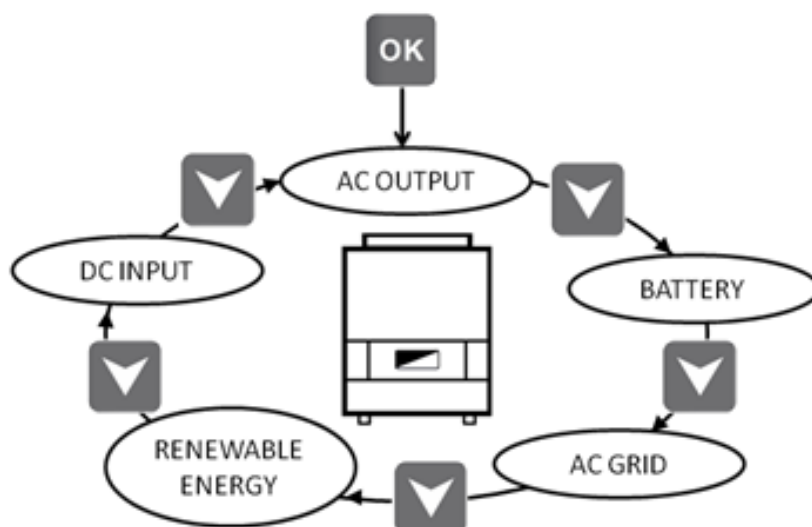 OK
AC OUTPUT
DC INPUT
BATTERY
RENEWABLE
ENERGY
AC GRID